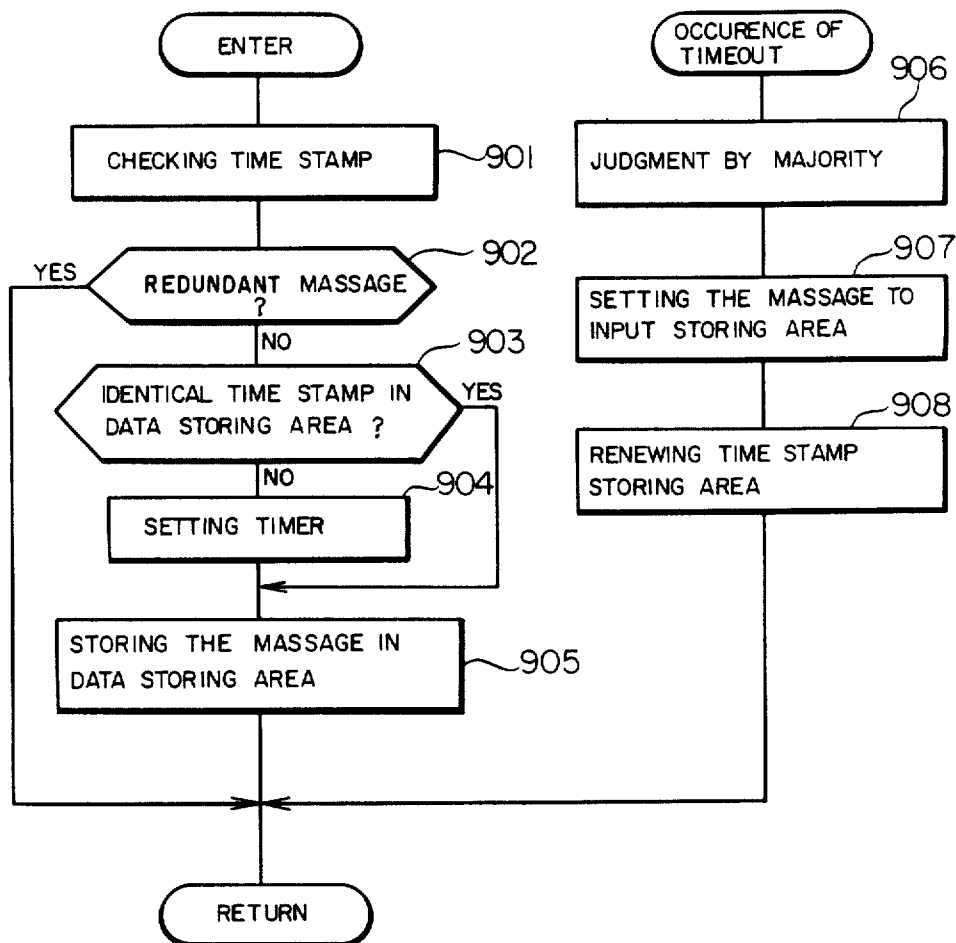 ENTER
CHECKING TIME STAMP
901
902
YES
REDUNDANT MASSAGE
?
NO
903
IDENTICAL TIME STAMP IN
DATA STORING AREA ?
YES
NO
904
SETTING TIMER
STORING THE MASSAGE IN
DATA STORING AREA
905
RETURN
OCCURENCE OF
TIMEOUT
906
JUDGMENT BY MAJORITY
907
SETTING THE MASSAGE TO
INPUT STORING AREA
908
RENEWING TIME STAMP
STORING AREA